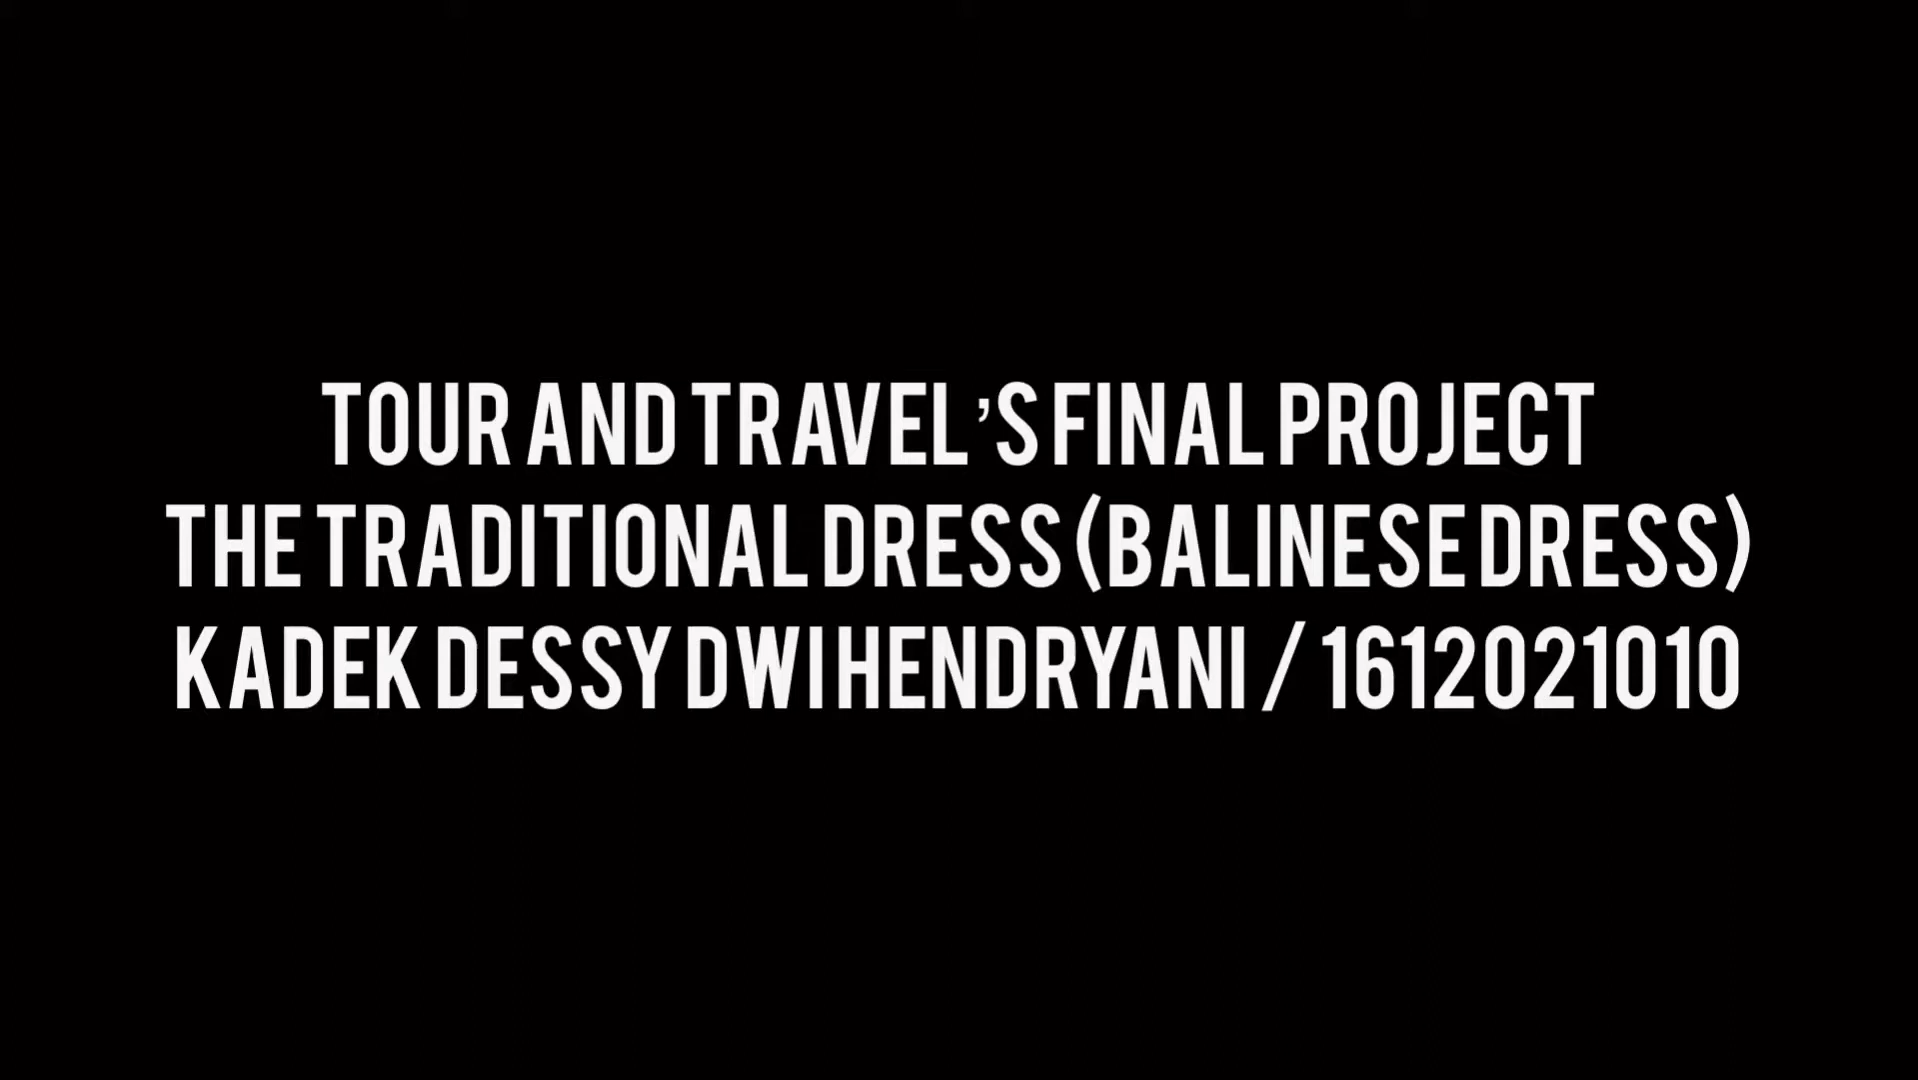 TOUR AND TRAVEL 'S FINAL PROJECT
THE TRADITIONAL DRESS (BALINESE DRESS)
KADEK DESSY DWI HENDRYANI / 1612021010